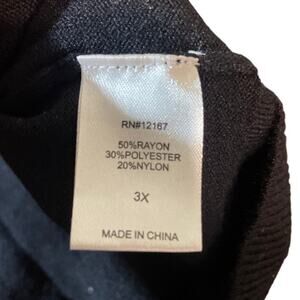 RN#12167
50%RAYON
30%POLYESTER
20%NYLON
3X
MADE IN CHINA